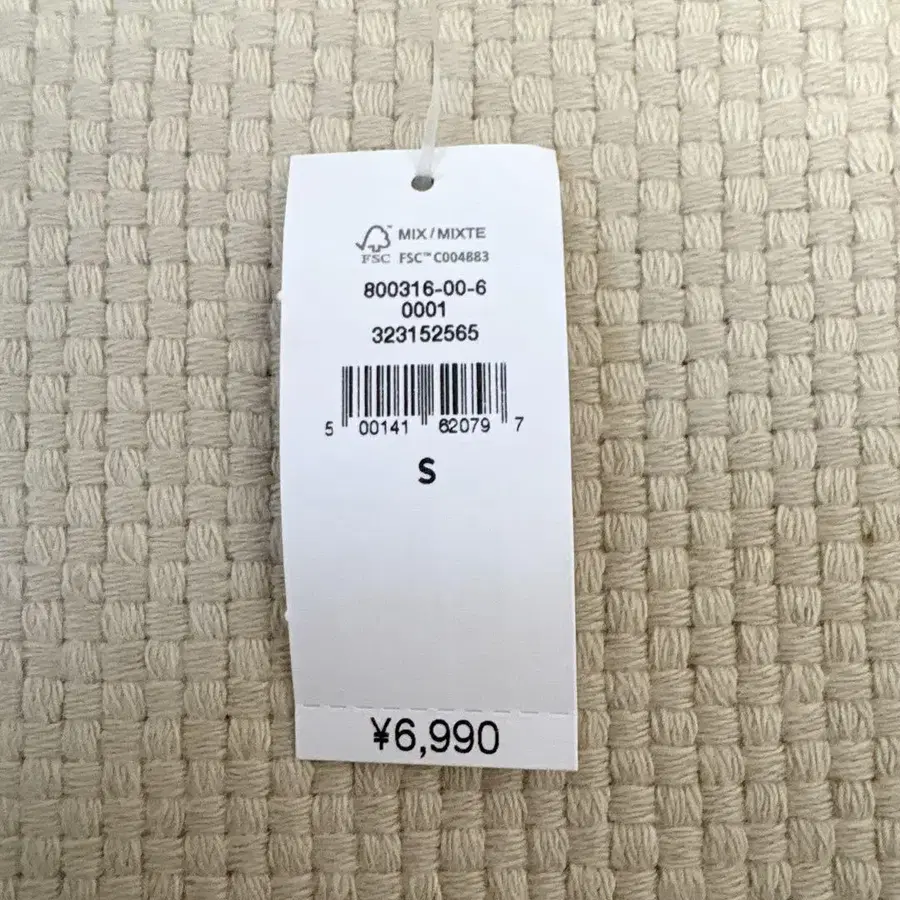 MIX / MIXTE
FSC FSC™ C004883
800316-00-6
0001
323152565
5 00141 62079 7
S
¥6,990